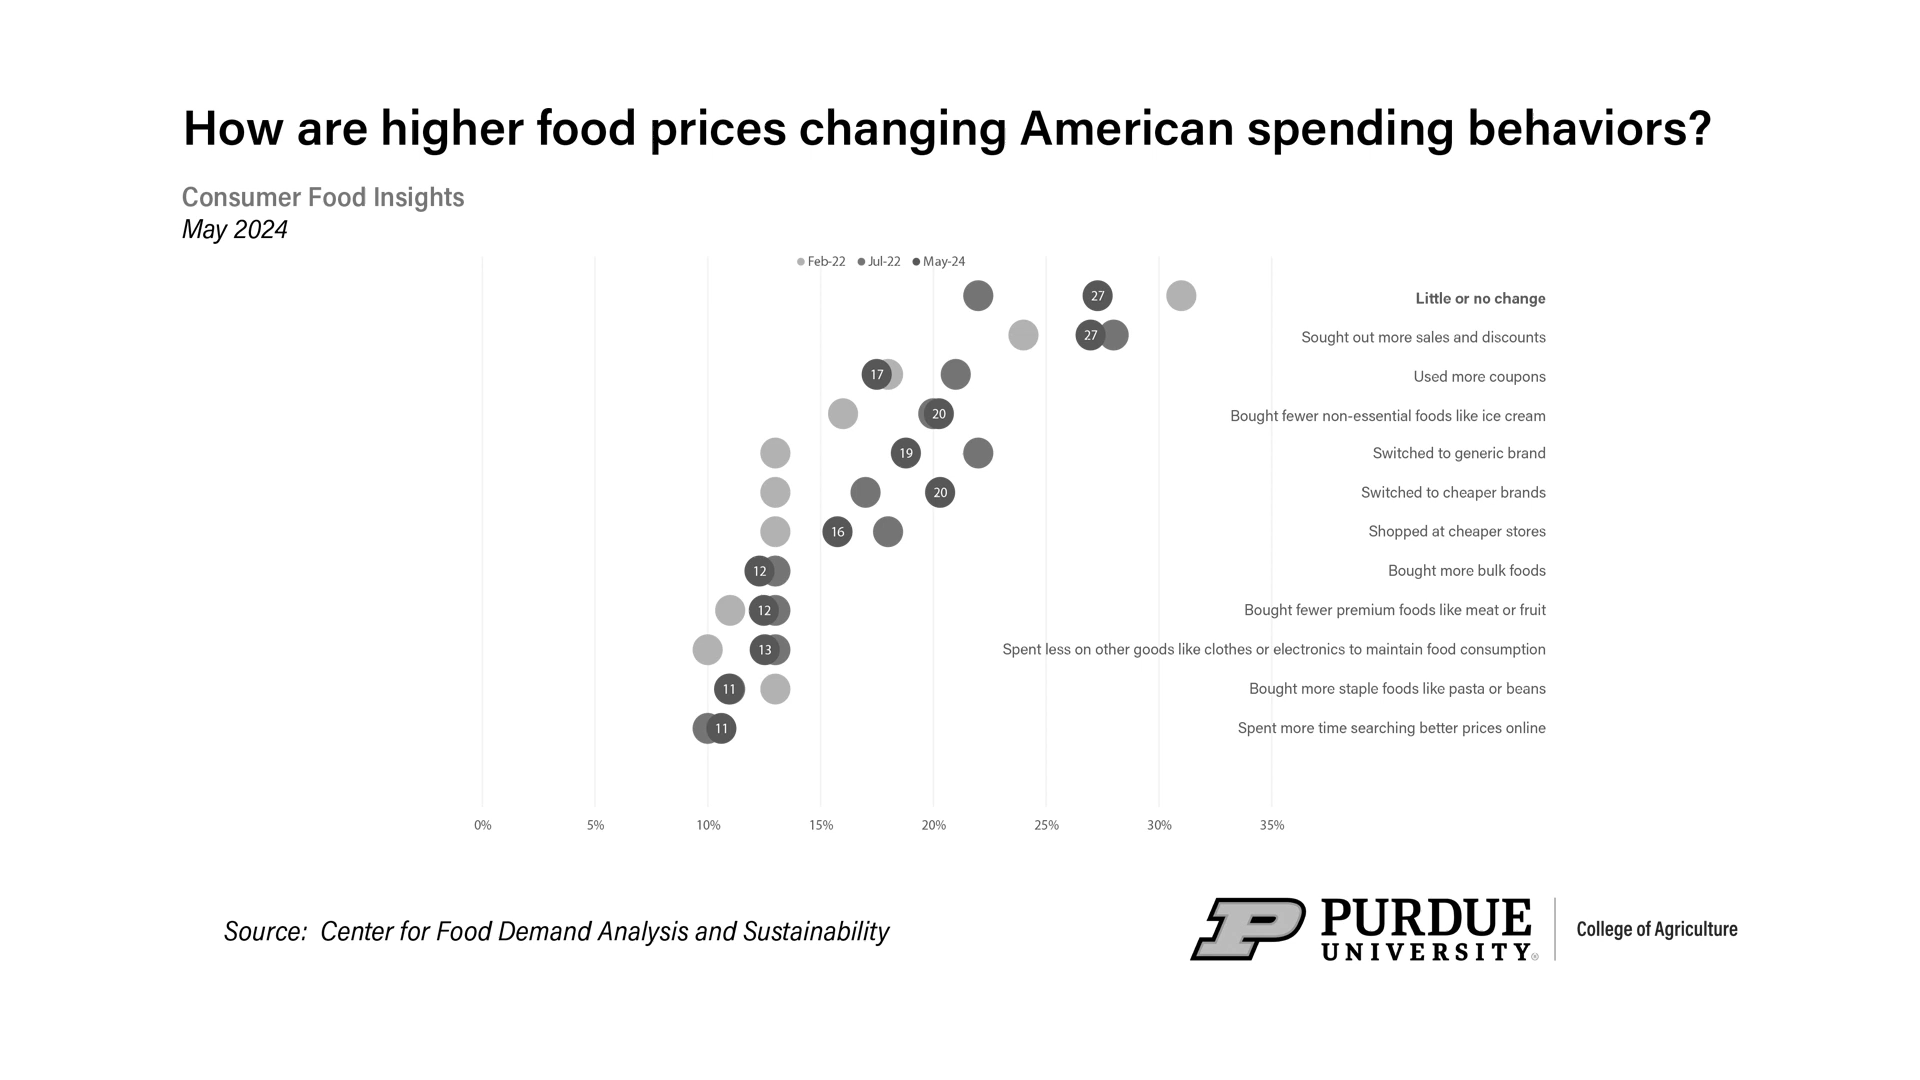 How are higher food prices changing American spending behaviors?
Consumer Food Insights
May 2024
Feb-22 Jul-22 May-24
27 Little or no change
27 Sought out more sales and discounts
17 Used more coupons
20 Bought fewer non-essential foods like ice cream
19 Switched to generic brand
20 Switched to cheaper brands
16 Shopped at cheaper stores
12 Bought more bulk foods
12 Bought fewer premium foods like meat or fruit
13 Spent less on other goods like clothes or electronics to maintain food consumption
11 Bought more staple foods like pasta or beans
11 Spent more time searching better prices online
0% 5% 10% 15% 20% 25% 30% 35%
Source: Center for Food Demand Analysis and Sustainability
P PURDUE
UNIVERSITY®
College of Agriculture